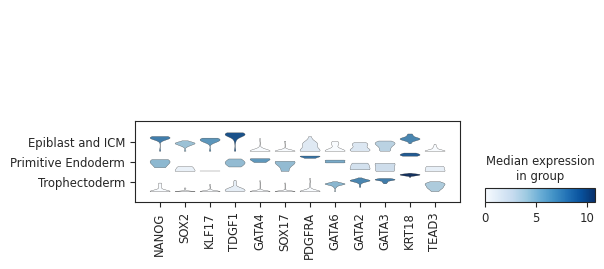 Epiblast and ICM
Primitive Endoderm
Trophectoderm
NANOG
SOX2
KLF17
TDGF1
GATA4
SOX17
PDGFRA
GATA6
GATA2
GATA3
KRT18
TEAD3
Median expression
in group
0 5 10